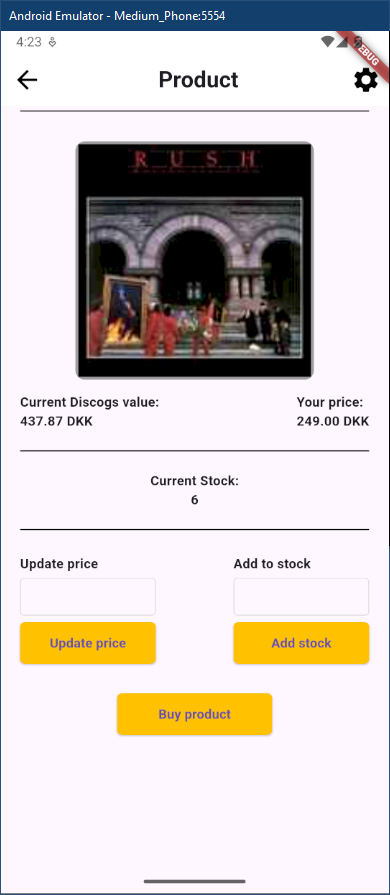 Android Emulator - Medium_Phone:5554
4:23
Product
RUSH
Current Discogs value:
437.87 DKK
Your price:
249.00 DKK
Current Stock:
6
Update price
Add to stock
Update price
Add stock
Buy product